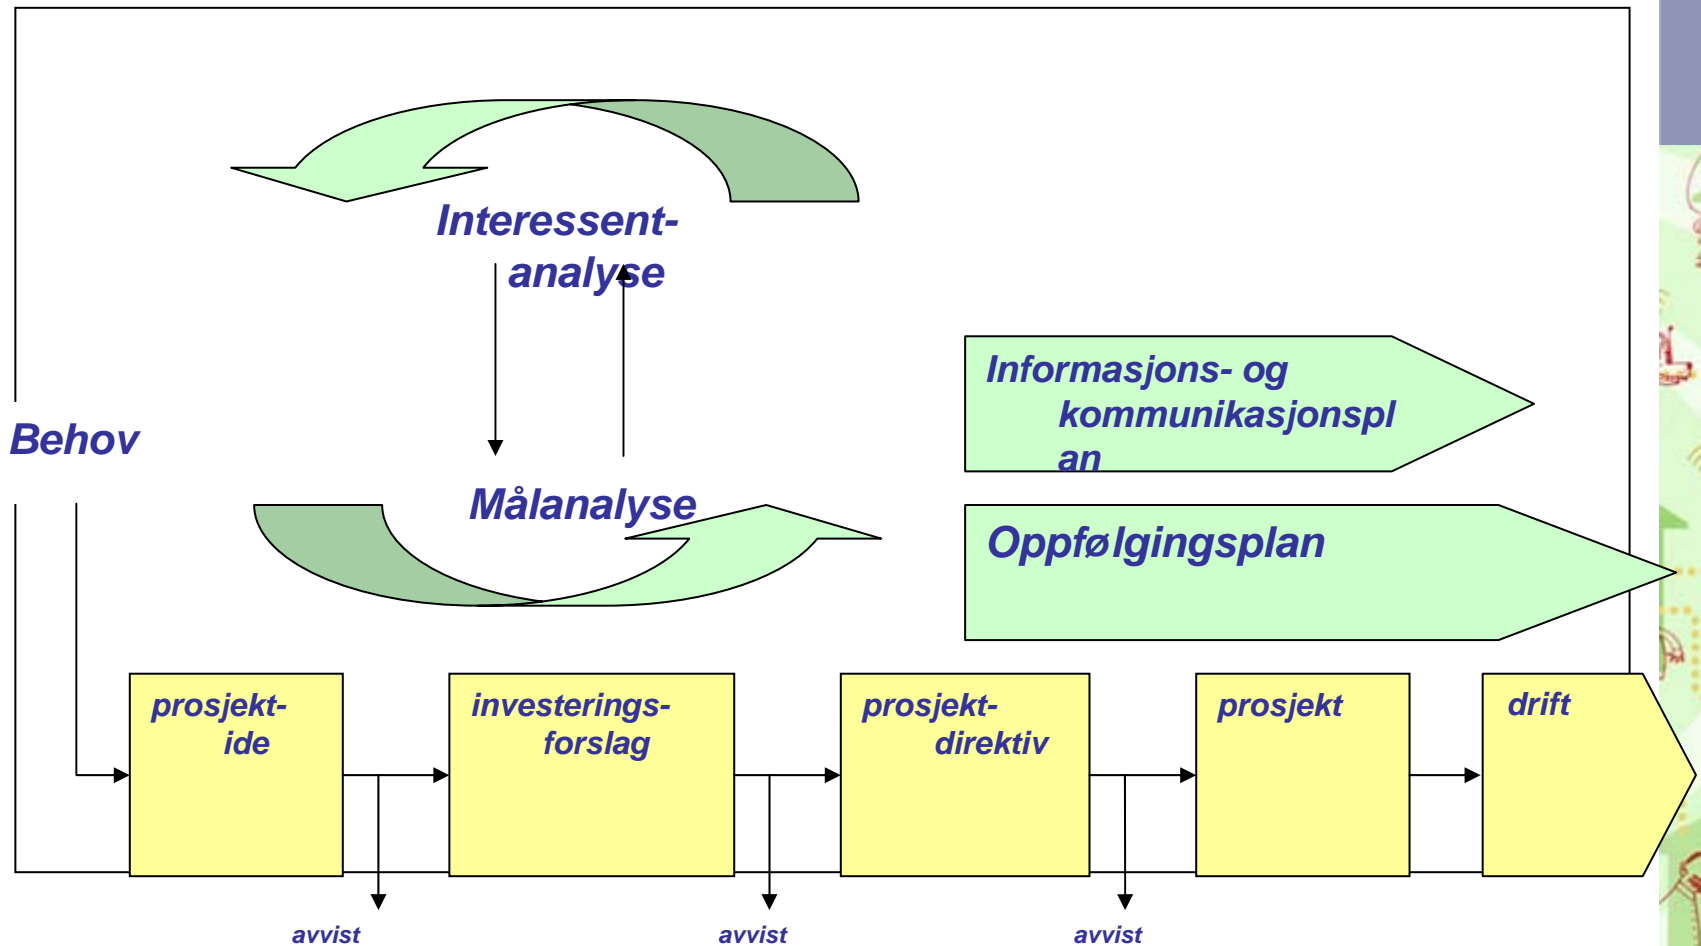 Interessent-
analyse
Informasjons- og
kommunikasjonspl
an
Behov
Målanalyse
Oppfølgingsplan
prosjekt-
ide
investerings-
forslag
prosjekt-
direktiv
prosjekt
drift
avvist
avvist
avvist